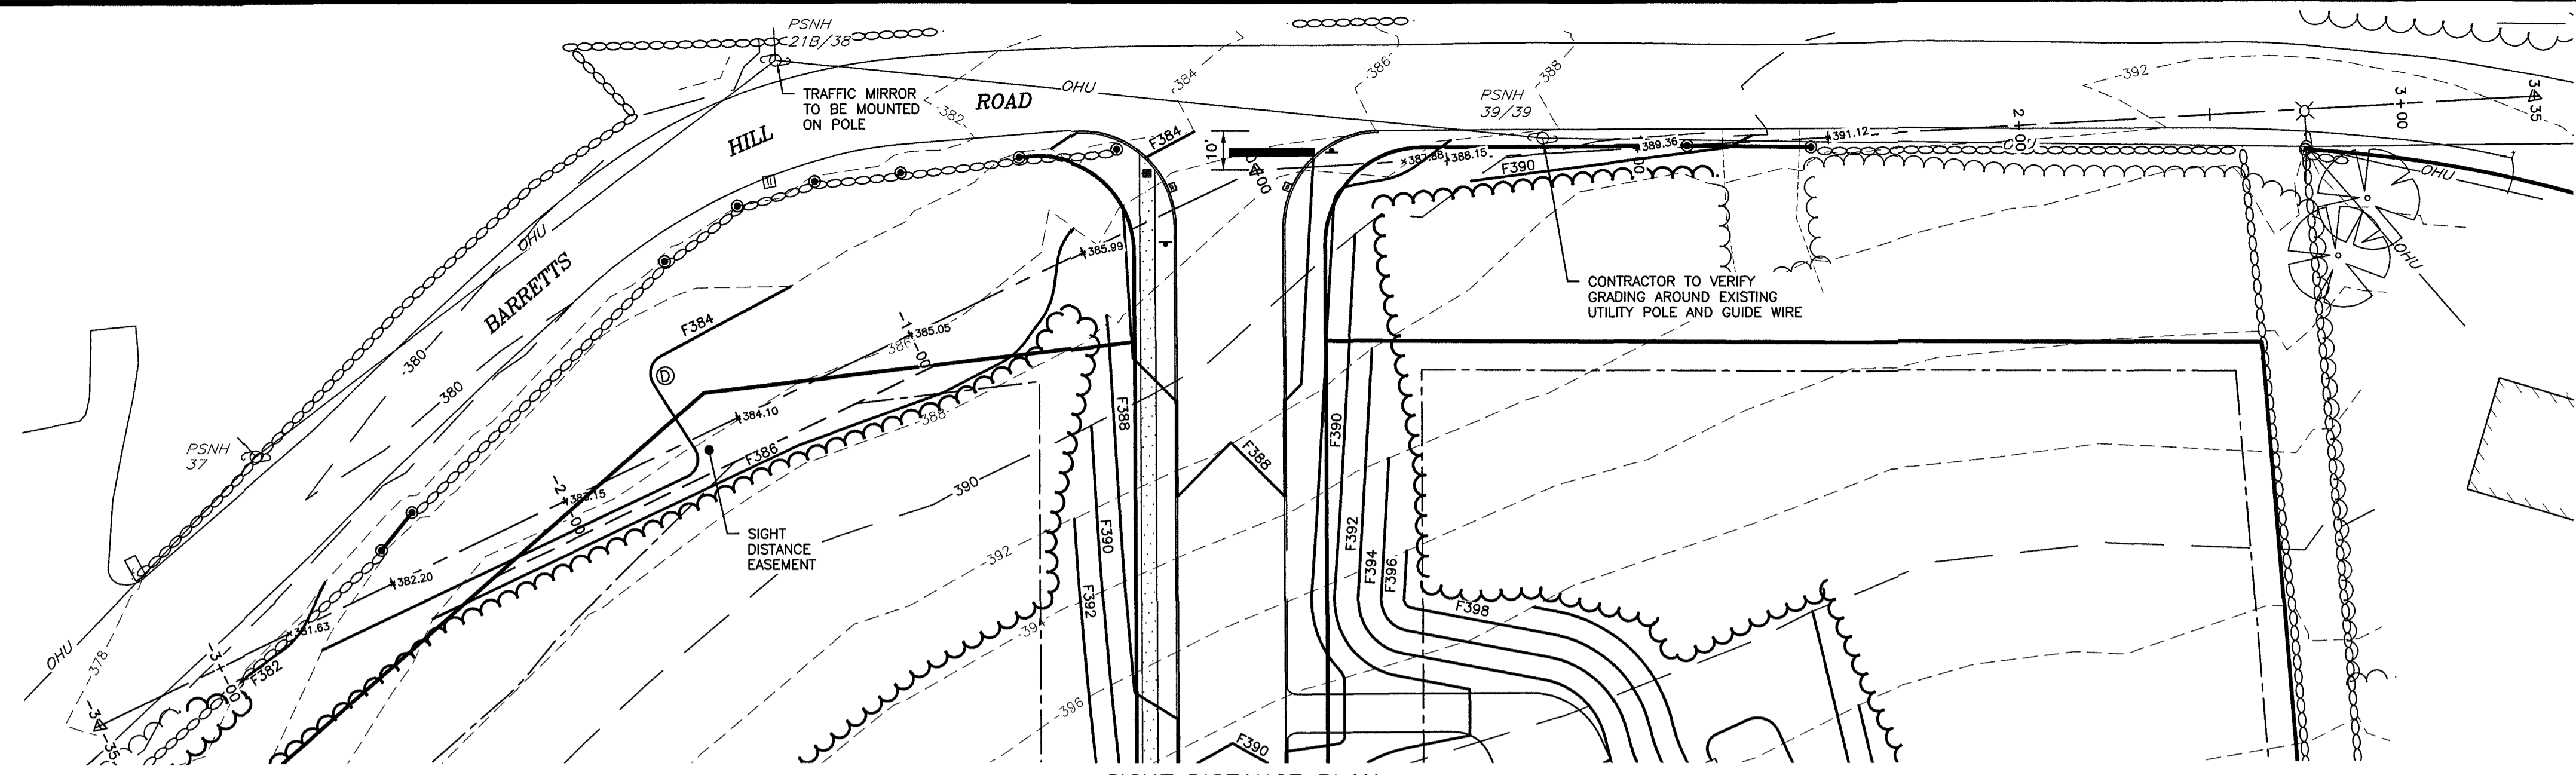 PSNH
21B/38
TRAFFIC MIRROR
TO BE MOUNTED
ON POLE
HILL
ROAD
BARRETTS
OHU
OHU
OHU
OHU
OHU
OHU
382
384
386
388
392
PSNH
39/39
F384
10'
0+00
387.88
388.15
389.36
391.12
F390
2+00
3+00
3+35
CONTRACTOR TO VERIFY
GRADING AROUND EXISTING
UTILITY POLE AND GUIDE WIRE
385.99
385.05
386
-1+00
F384
D
384.10
F386
388
380
380
PSNH
37
383.15
-2+00
SIGHT
DISTANCE
EASEMENT
382.20
381.63
-3+00
F382
378
-3+35
390
392
394
396
F388
F390
F392
F388
F390
F390
F392
F394
F396
F398